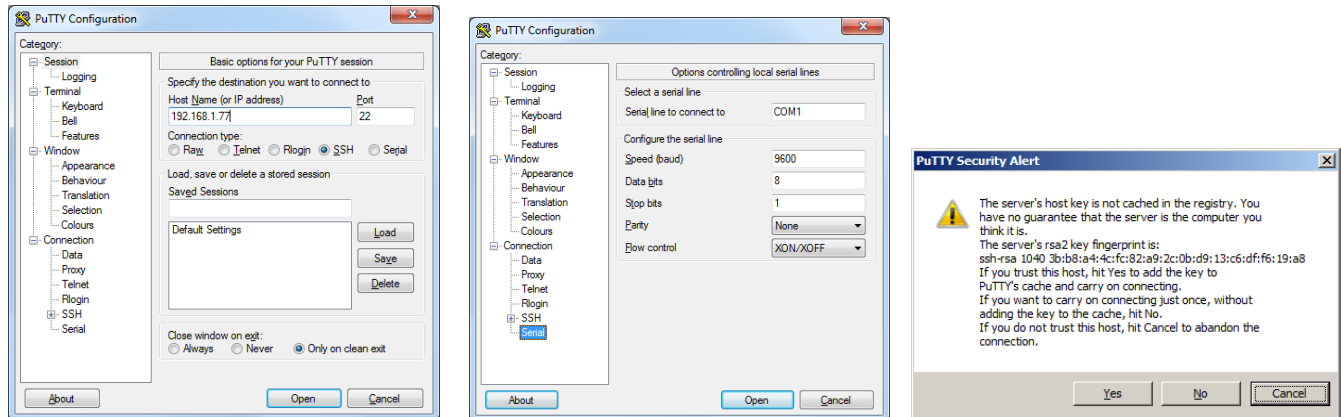 PuTTY Configuration
Category:
Session
Logging
Terminal
Keyboard
Bell
Features
Window
Appearance
Behaviour
Translation
Selection
Colours
Connection
Data
Proxy
Telnet
Rlogin
SSH
Serial
Basic options for your PuTTY session
Specify the destination you want to connect to
Host Name (or IP address) Port
192.168.1.77 22
Connection type:
Raw Telnet Rlogin SSH Serial
Load, save or delete a stored session
Saved Sessions
Default Settings
Load
Save
Delete
Close window on exit:
Always Never Only on clean exit
About Open Cancel
PuTTY Configuration
Category:
Session
Logging
Terminal
Keyboard
Bell
Features
Window
Appearance
Behaviour
Translation
Selection
Colours
Connection
Data
Proxy
Telnet
Rlogin
SSH
Serial
Options controlling local serial lines
Select a serial line
Serial line to connect to COM1
Configure the serial line
Speed (baud) 9600
Data bits 8
Stop bits 1
Parity None
Flow control XON/XOFF
About Open Cancel
PuTTY Security Alert
The server's host key is not cached in the registry. You
have no guarantee that the server is the computer you
think it is.
The server's rsa2 key fingerprint is:
ssh-rsa 1040 3b:b8:a4:4c:fc:82:a9:2c:0b:d9:13:c6:df:f6:19:a8
If you trust this host, hit Yes to add the key to
PuTTY's cache and carry on connecting.
If you want to carry on connecting just once, without
adding the key to the cache, hit No.
If you do not trust this host, hit Cancel to abandon the
connection.
Yes No Cancel